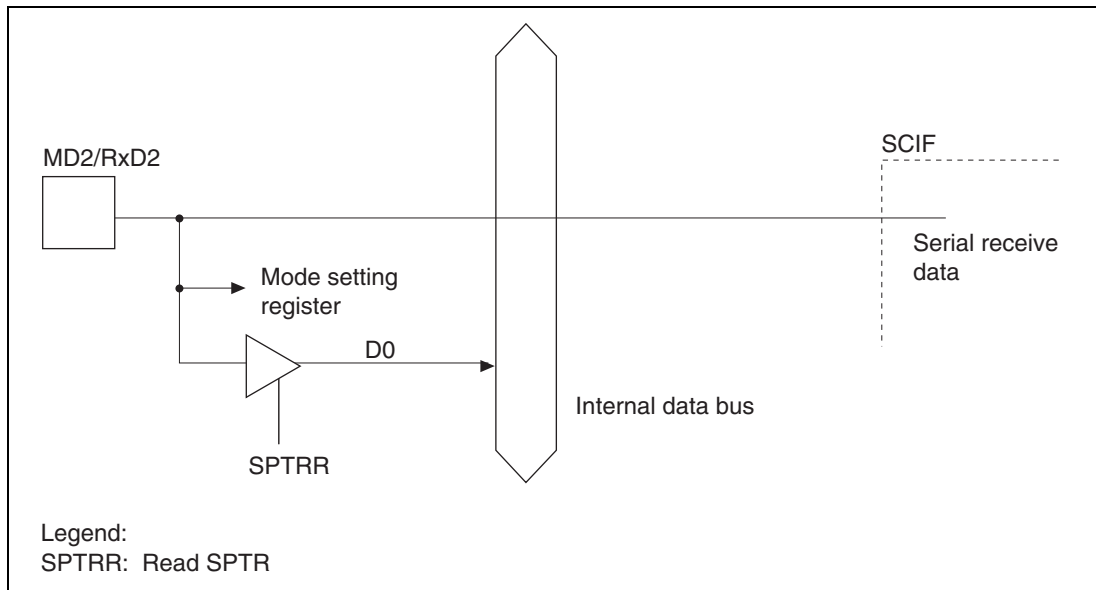 SCIF
MD2/RxD2
Serial receive
data
Mode setting
register
D0
Internal data bus
SPTRR
Legend:
SPTRR: Read SPTR